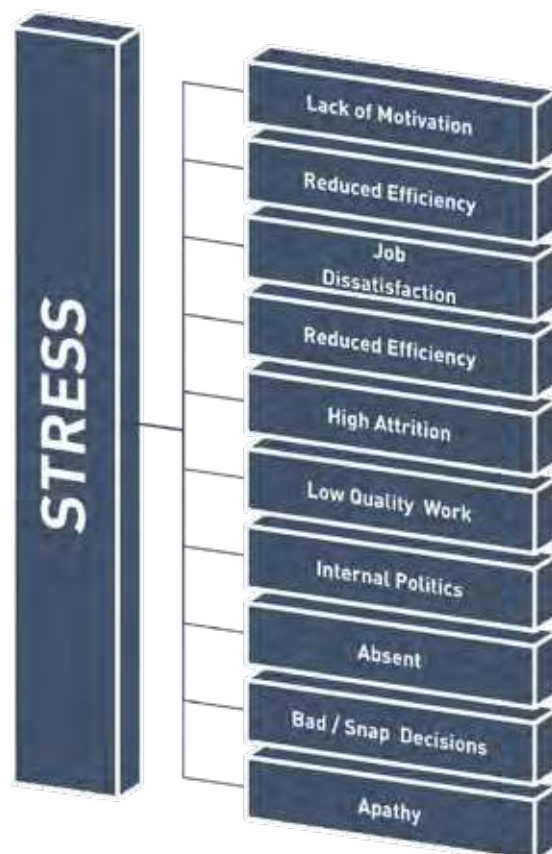 STRESS
Lack of Motivation
Reduced Efficiency
Job
Dissatisfaction
Reduced Efficiency
High Attrition
Low Quality Work
Internal Politics
Absent
Bad / Snap Decisions
Apathy